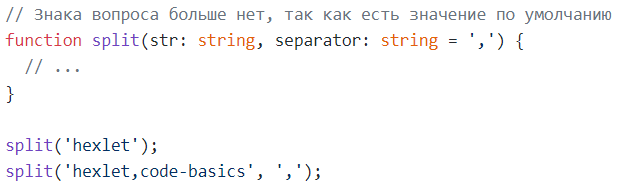 // Знака вопроса больше нет, так как есть значение по умолчанию
function split(str: string, separator: string = ',') {
  // ...
}

split('hexlet');
split('hexlet,code-basics', ',');